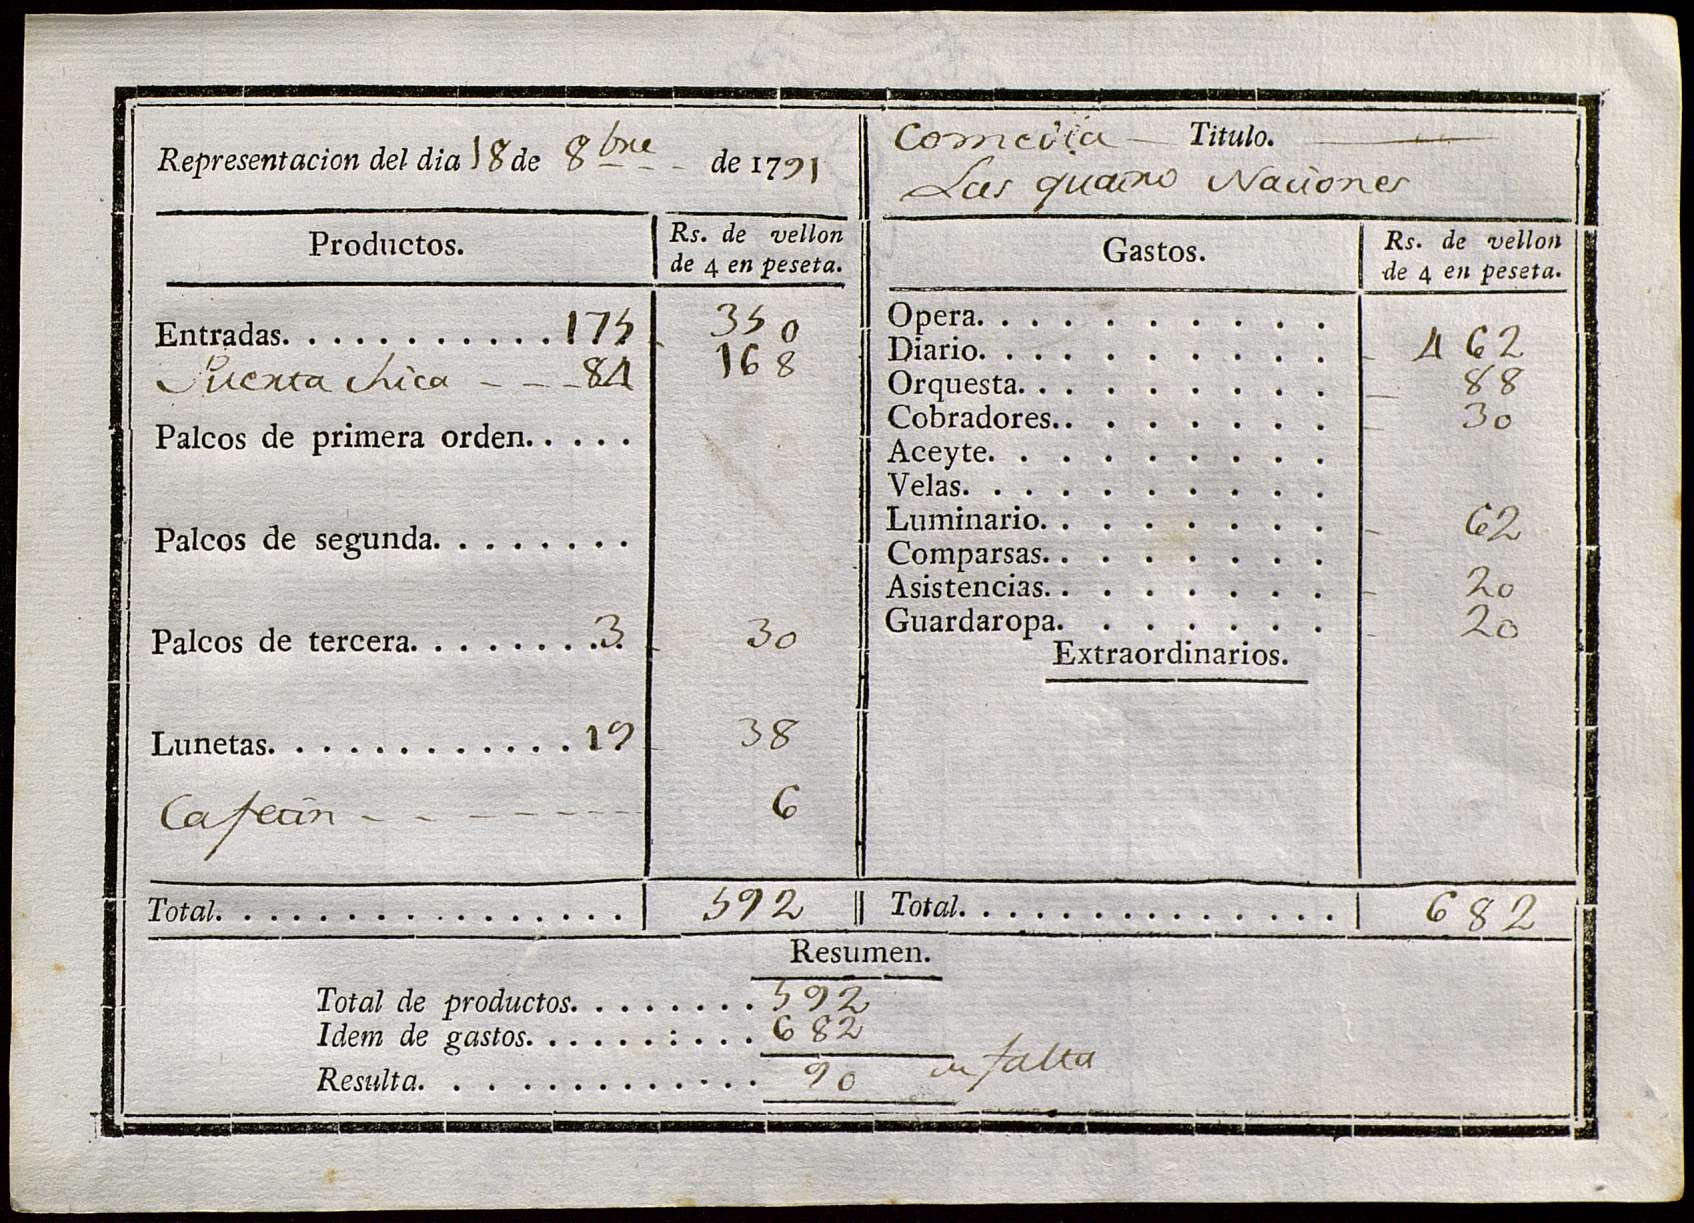 Representacion del dia 18 de 8bre de 1791
Productos.
Rs. de vellon
de 4 en peseta.
Entradas. . . . . . . . . . . 175 350
Puerta chica - - - 84 168
Palcos de primera orden. . . . .
Palcos de segunda. . . . . . . .
Palcos de tercera. . . . . . . . 3 30
Lunetas. . . . . . . . . . . . 19 38
Cafetin - - - - - - - 6
Total. . . . . . . . . . . . . . . . . 592
Comedia Titulo.
Las quatro Naciones
Gastos.
Rs. de vellon
de 4 en peseta.
Opera. . . . . . . . . .
Diario. . . . . . . . . . 462
Orquesta. . . . . . . . . 88
Cobradores. . . . . . . . 30
Aceyte. . . . . . . . . .
Velas. . . . . . . . . .
Luminario. . . . . . . . 62
Comparsas. . . . . . . .
Asistencias. . . . . . . . 20
Guardaropa. . . . . . . 20
Extraordinarios.
Total. . . . . . . . . . . . . . . 682
Resumen.
Total de productos. . . . . . . . 592
Idem de gastos. . . . . . : . . . 682
Resulta. . . . . . . . . . . . . . 90 en falta